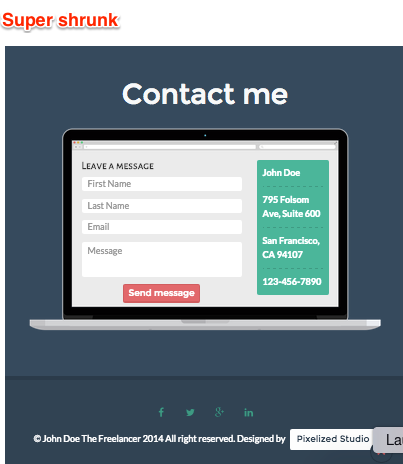 Super shrunk
Contact me
LEAVE A MESSAGE
First Name
Last Name
Email
Message
Send message
John Doe
795 Folsom
Ave, Suite 600
San Francisco,
CA 94107
123-456-7890
© John Doe The Freelancer 2014 All right reserved. Designed by Pixelized Studio